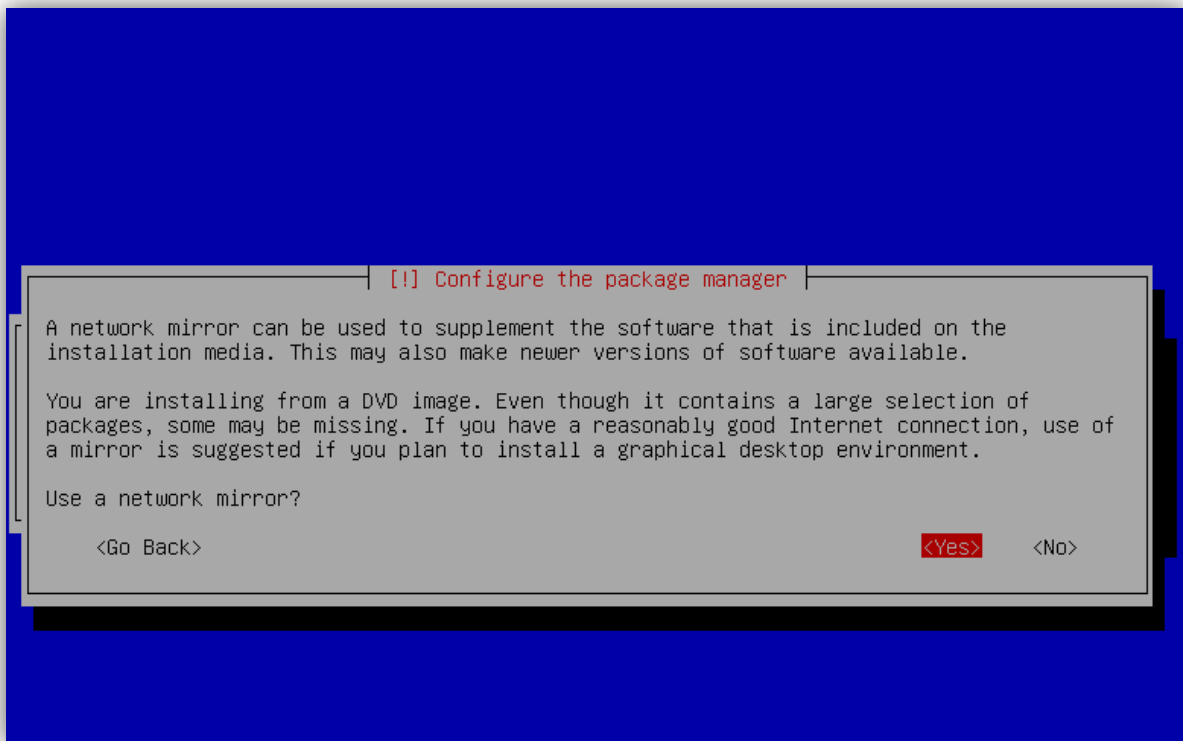 [!] Configure the package manager
A network mirror can be used to supplement the software that is included on the
installation media. This may also make newer versions of software available.
You are installing from a DVD image. Even though it contains a large selection of
packages, some may be missing. If you have a reasonably good Internet connection, use of
a mirror is suggested if you plan to install a graphical desktop environment.
Use a network mirror?
<Go Back> <Yes> <No>